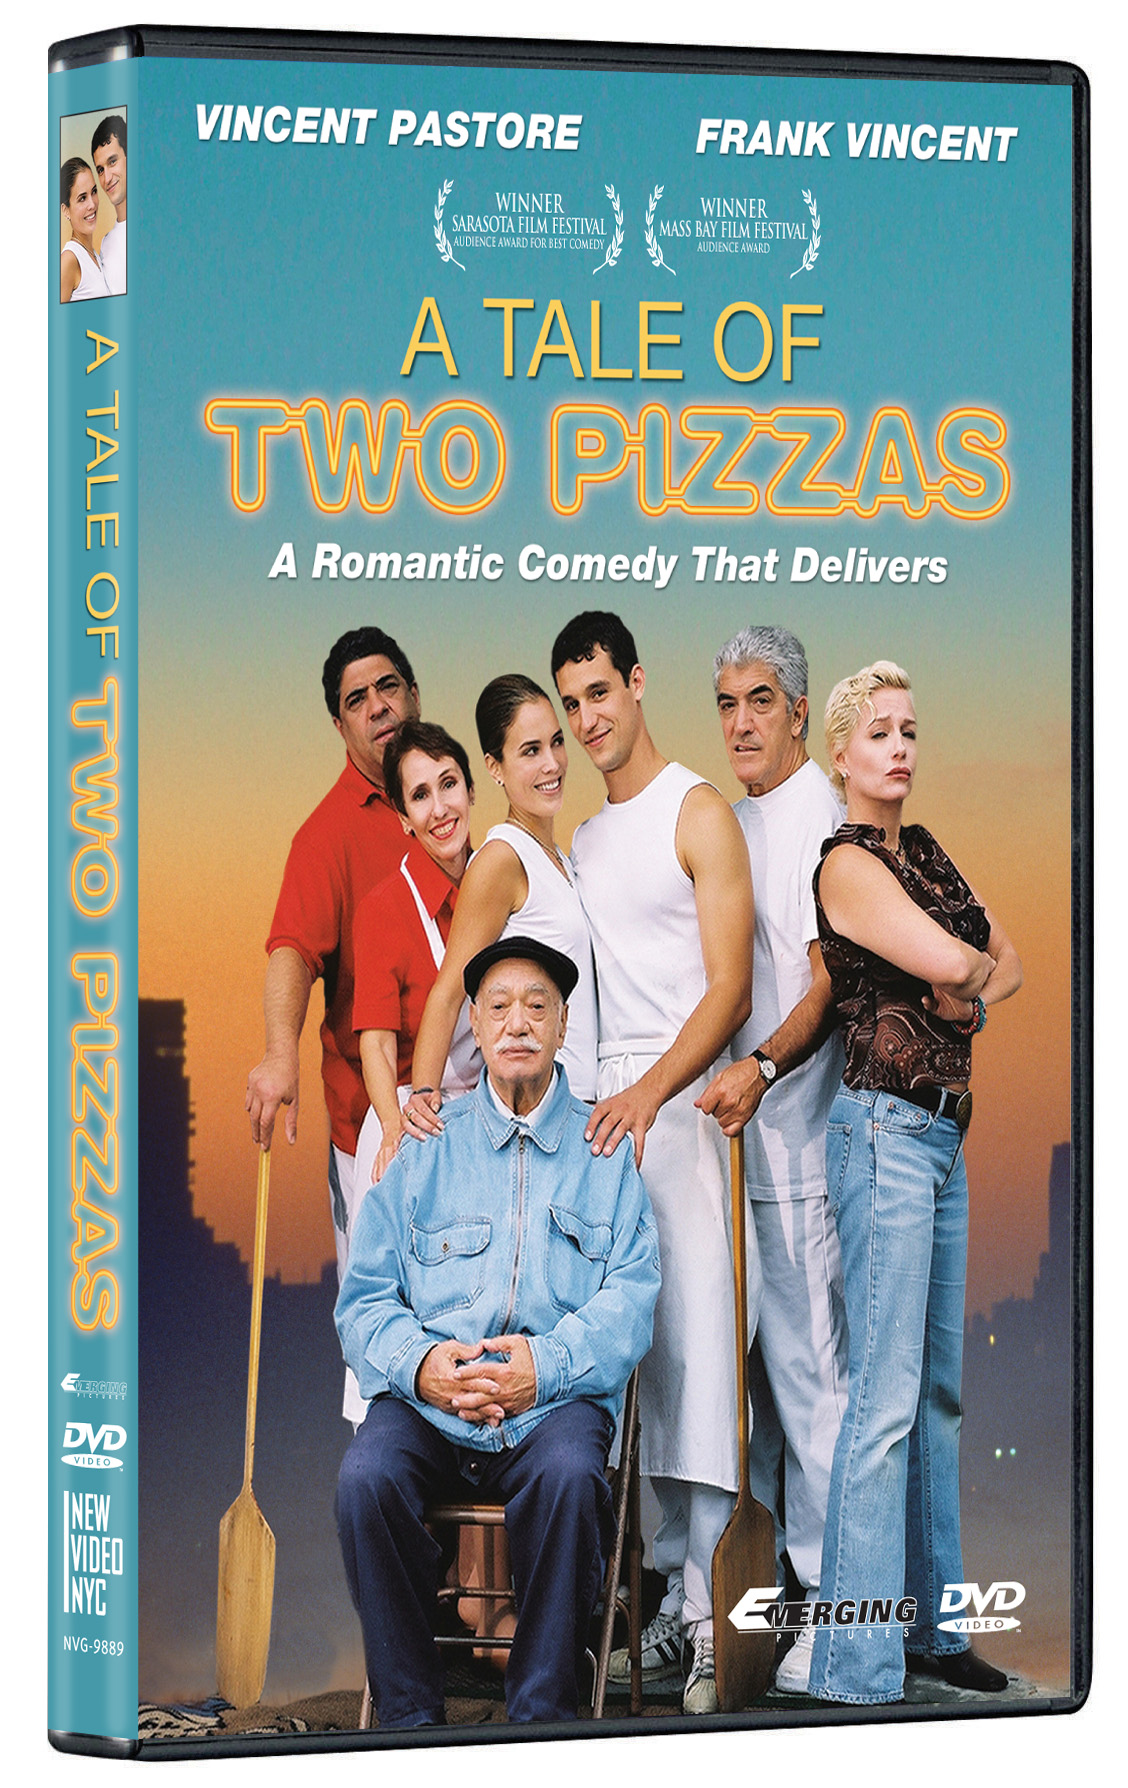 VINCENT PASTORE
FRANK VINCENT
WINNER
SARASOTA FILM FESTIVAL
AUDIENCE AWARD FOR BEST COMEDY
WINNER
MASS BAY FILM FESTIVAL
AUDIENCE AWARD
A TALE OF
TWO PIZZAS
A Romantic Comedy That Delivers
EMERGING
PICTURES
DVD
VIDEO
A TALE OF TWO PIZZAS
EMERGING
PICTURES
DVD
VIDEO
NEW
VIDEO
NYC
NVG-9889